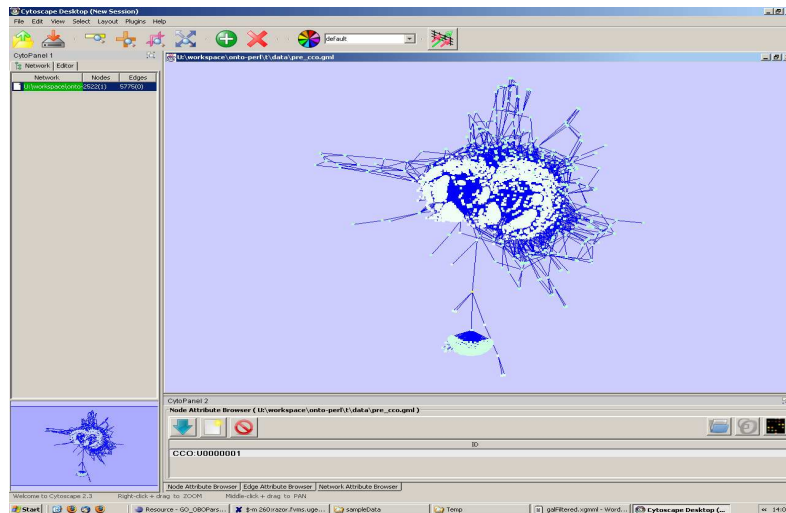 Cytoscape Desktop (New Session)
File Edit View Select Layout Plugins Help
default
CytoPanel 1
Network Editor
Network Nodes Edges
U:\workspace\onto- 2522(1) 5775(0)
U:\workspace\onto-perl\t\data\pre_cco.gml
CytoPanel 2
Node Attribute Browser ( U:\workspace\onto-perl\t\data\pre_cco.gml )
ID
CCO:U0000001
Node Attribute Browser Edge Attribute Browser Network Attribute Browser
Welcome to Cytoscape 2.3 Right-click + drag to ZOOM Middle-click + drag to PAN
Start Resource - GO_OBOPars... sampleData Temp galFiltered.xgmml - Word... Cytoscape Desktop (... 14:0